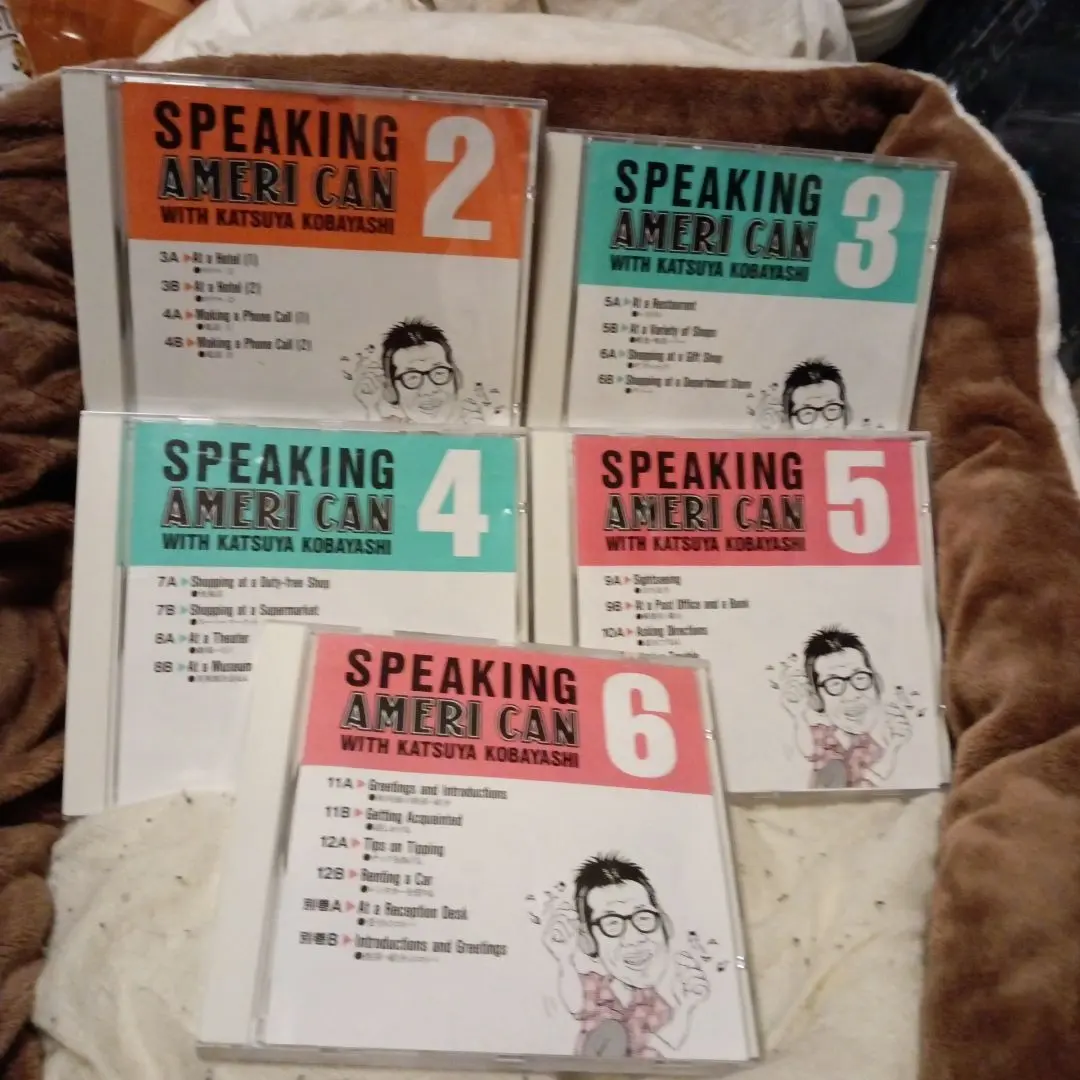 SPEAKING
AMERI CAN
WITH KATSUYA KOBAYASHI
2
3A ▶ At a Hotel (1)
3B ▶ At a Hotel (2)
4A ▶ Making a Phone Call (1)
4B ▶ Making a Phone Call (2)
SPEAKING
AMERI CAN
WITH KATSUYA KOBAYASHI
3
5A ▶ At a Restaurant
5B ▶ At a Variety of Shops
6A ▶ Shopping at a Gift Shop
6B ▶ Shopping at a Department Store
SPEAKING
AMERI CAN
WITH KATSUYA KOBAYASHI
4
7A ▶ Shopping at a Duty-free Shop
7B ▶ Shopping at a Supermarket
8A ▶ At a Theater
8B ▶ At a Museum
SPEAKING
AMERI CAN
WITH KATSUYA KOBAYASHI
5
9A ▶ Sightseeing
9B ▶ At a Post Office and a Bank
10A ▶ Asking Directions
SPEAKING
AMERI CAN
WITH KATSUYA KOBAYASHI
6
11A ▶ Greetings and Introductions
11B ▶ Getting Acquainted
12A ▶ Tips on Tipping
12B ▶ Renting a Car
別巻A ▶ At a Reception Desk
別巻B ▶ Introductions and Greetings